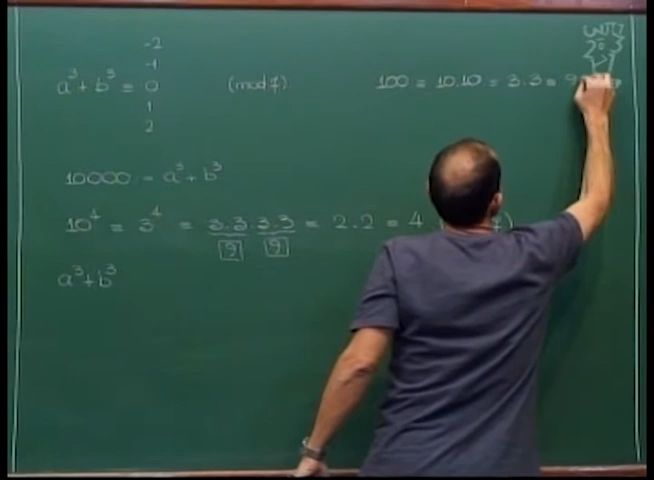 -2
-1
a³+b³ ≡ 0 (mod 7) 100 ≡ 10.10 ≡ 3.3 ≡ 9
1
2
10000 = a³+b³
10⁴ ≡ 3⁴ ≡ 3.3.3.3 ≡ 2.2 ≡ 4 7)
9 9
a³+b³